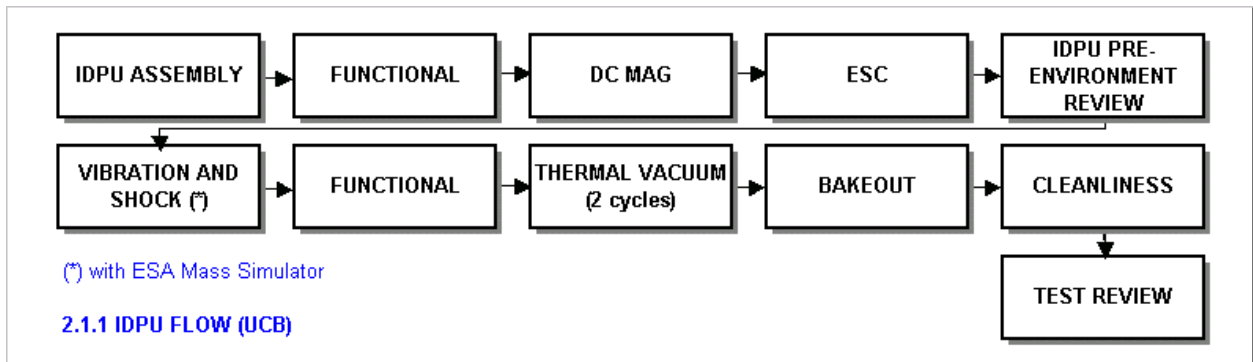 IDPU ASSEMBLY
FUNCTIONAL
DC MAG
ESC
IDPU PRE-
ENVIRONMENT
REVIEW
VIBRATION AND
SHOCK (*)
FUNCTIONAL
THERMAL VACUUM
(2 cycles)
BAKEOUT
CLEANLINESS
TEST REVIEW
(*) with ESA Mass Simulator
2.1.1 IDPU FLOW (UCB)